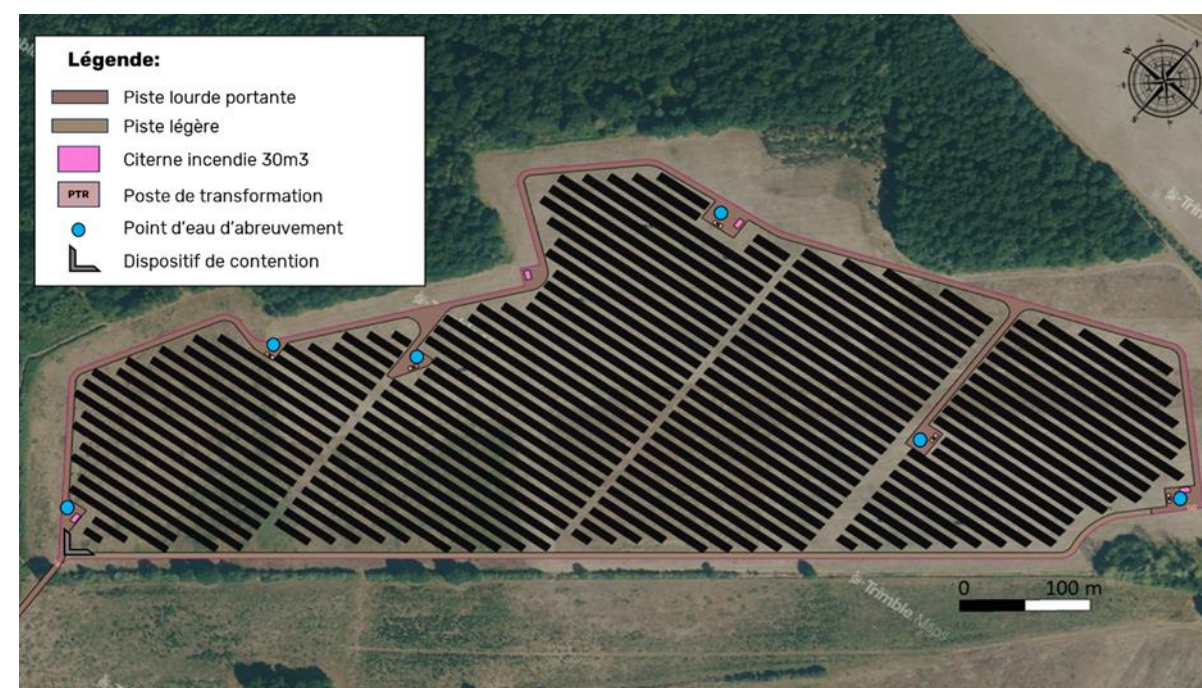 Légende:
Piste lourde portante
Piste légère
Citerne incendie 30m3
PTR Poste de transformation
Point d'eau d'abreuvement
Dispositif de contention
0 100 m
Trimble Maps